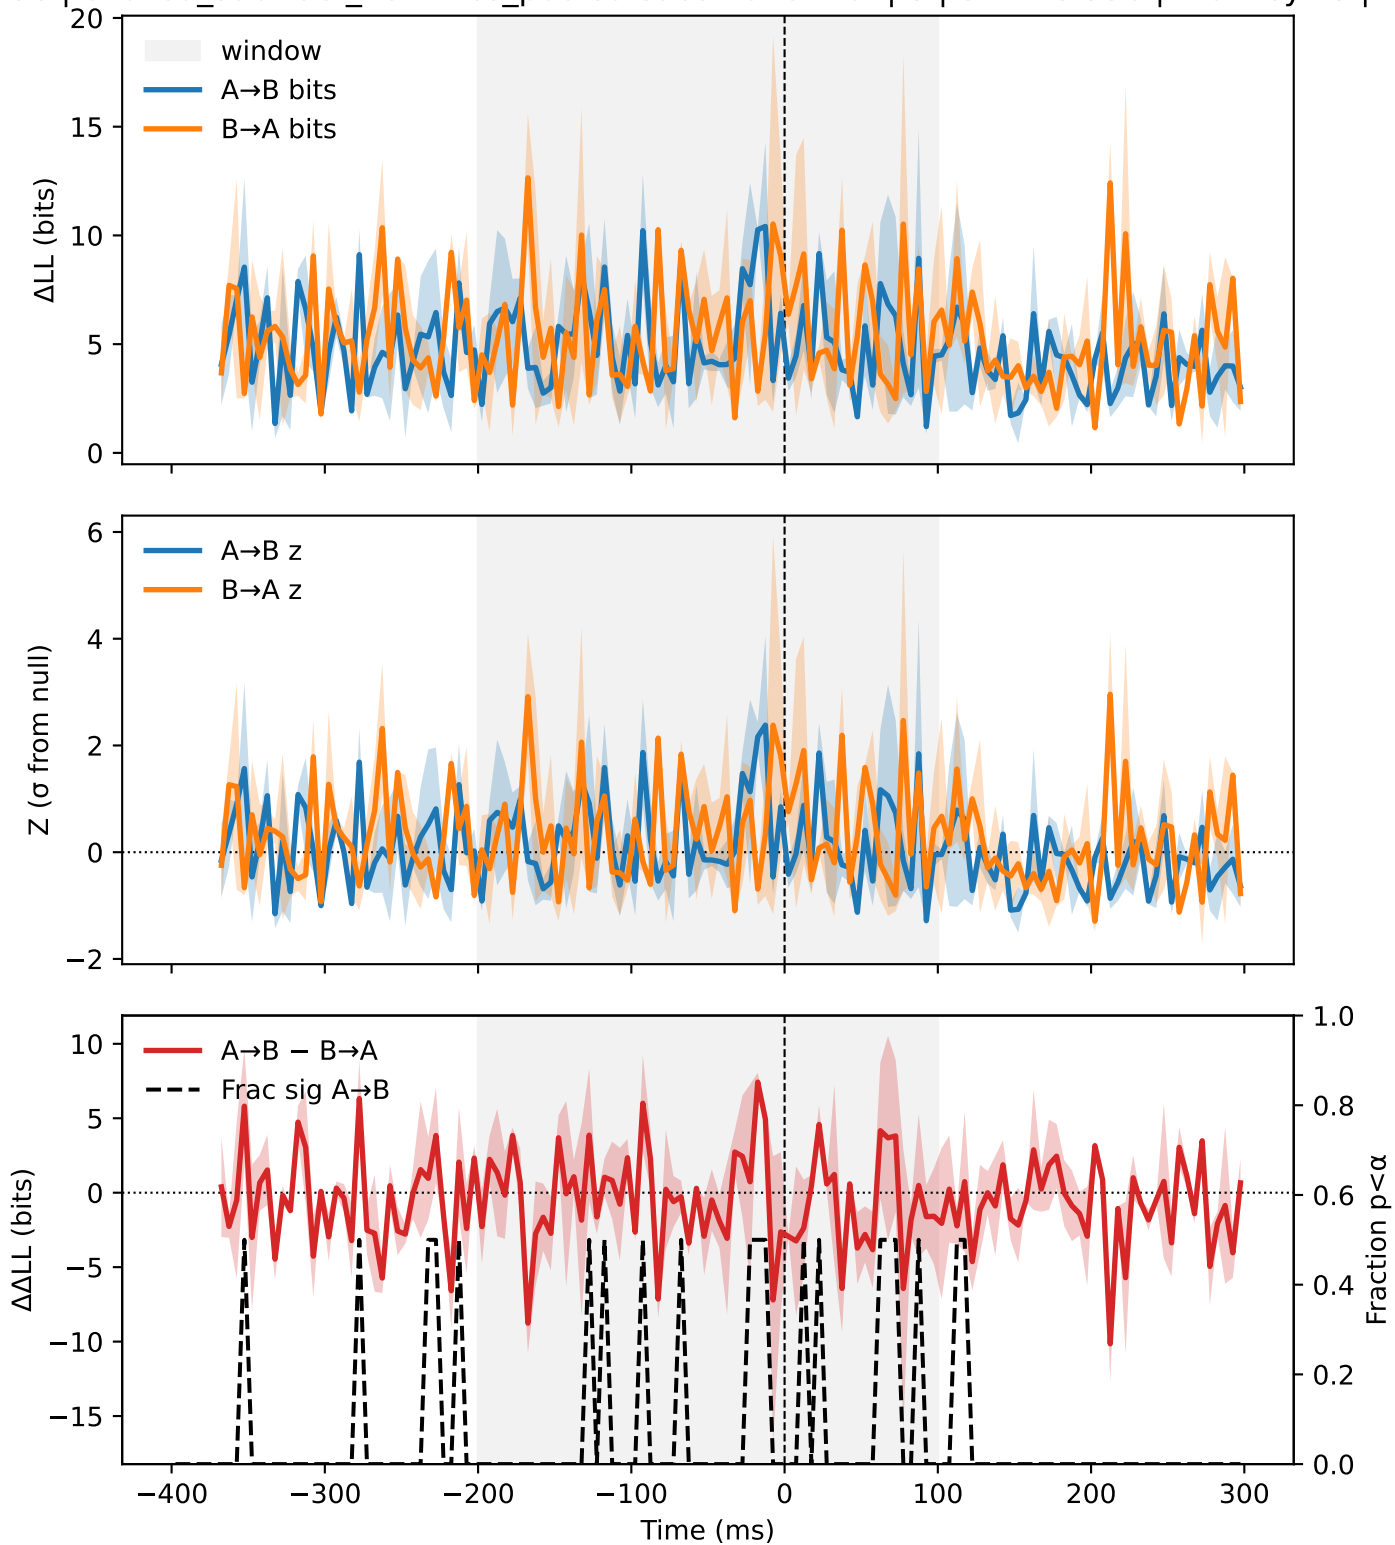 20
15
10
5
0
ΔLL (bits)
window
A→B bits
B→A bits
6
4
2
0
−2
Z (σ from null)
A→B z
B→A z
10
5
0
−5
−10
−15
ΔΔLL (bits)
A→B − B→A
Frac sig A→B
1.0
0.8
0.6
0.4
0.2
0.0
Fraction p<α
−400
−300
−200
−100
0
100
200
300
Time (ms)